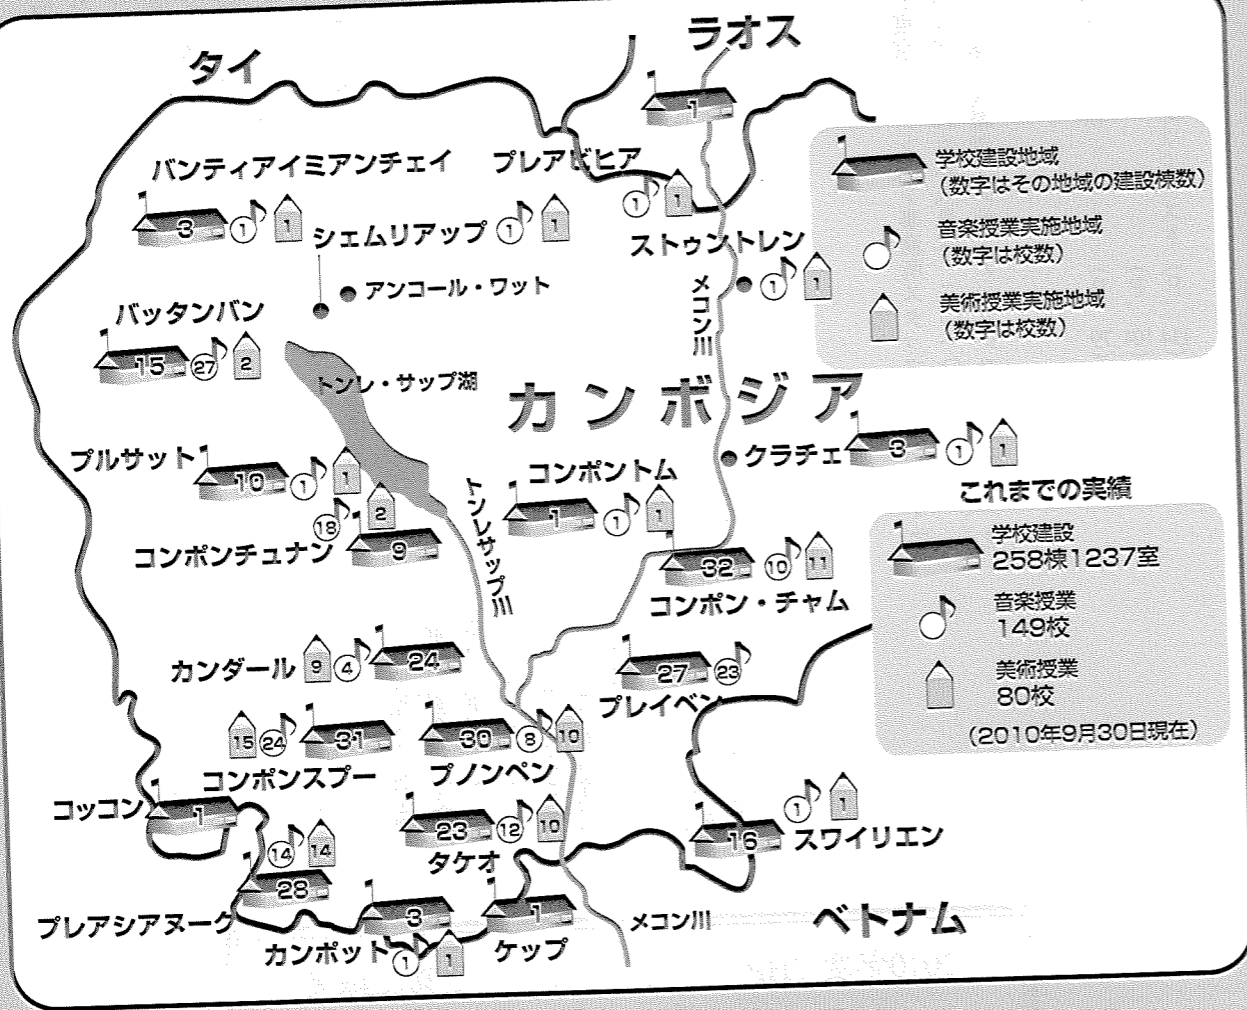 タイ
ラオス
1
バンティアイミアンチェイ
3
1
1
プレアビヒア
1
1
シェムリアップ
1
1
アンコール・ワット
ストゥントレン
1
1
メコン川
バッタンバン
15
27
2
トンレ・サップ湖
カンボジア
プルサット
10
1
1
コンポンチュナン
18
2
9
トンレサップ川
コンポントム
1
1
1
クラチェ
3
1
1
32
10
11
コンポン・チャム
カンダール
9
4
24
27
23
プレイベン
15
24
31
コンポンスプー
30
8
10
プノンペン
コッコン
1
23
12
10
タケオ
1
1
16
スワイリエン
14
14
28
プレアシアヌーク
3
カンポット
1
1
1
ケップ
メコン川
ベトナム
学校建設地域
(数字はその地域の建設棟数)
音楽授業実施地域
(数字は校数)
美術授業実施地域
(数字は校数)
これまでの実績
学校建設
258棟1237室
音楽授業
149校
美術授業
80校
(2010年9月30日現在)